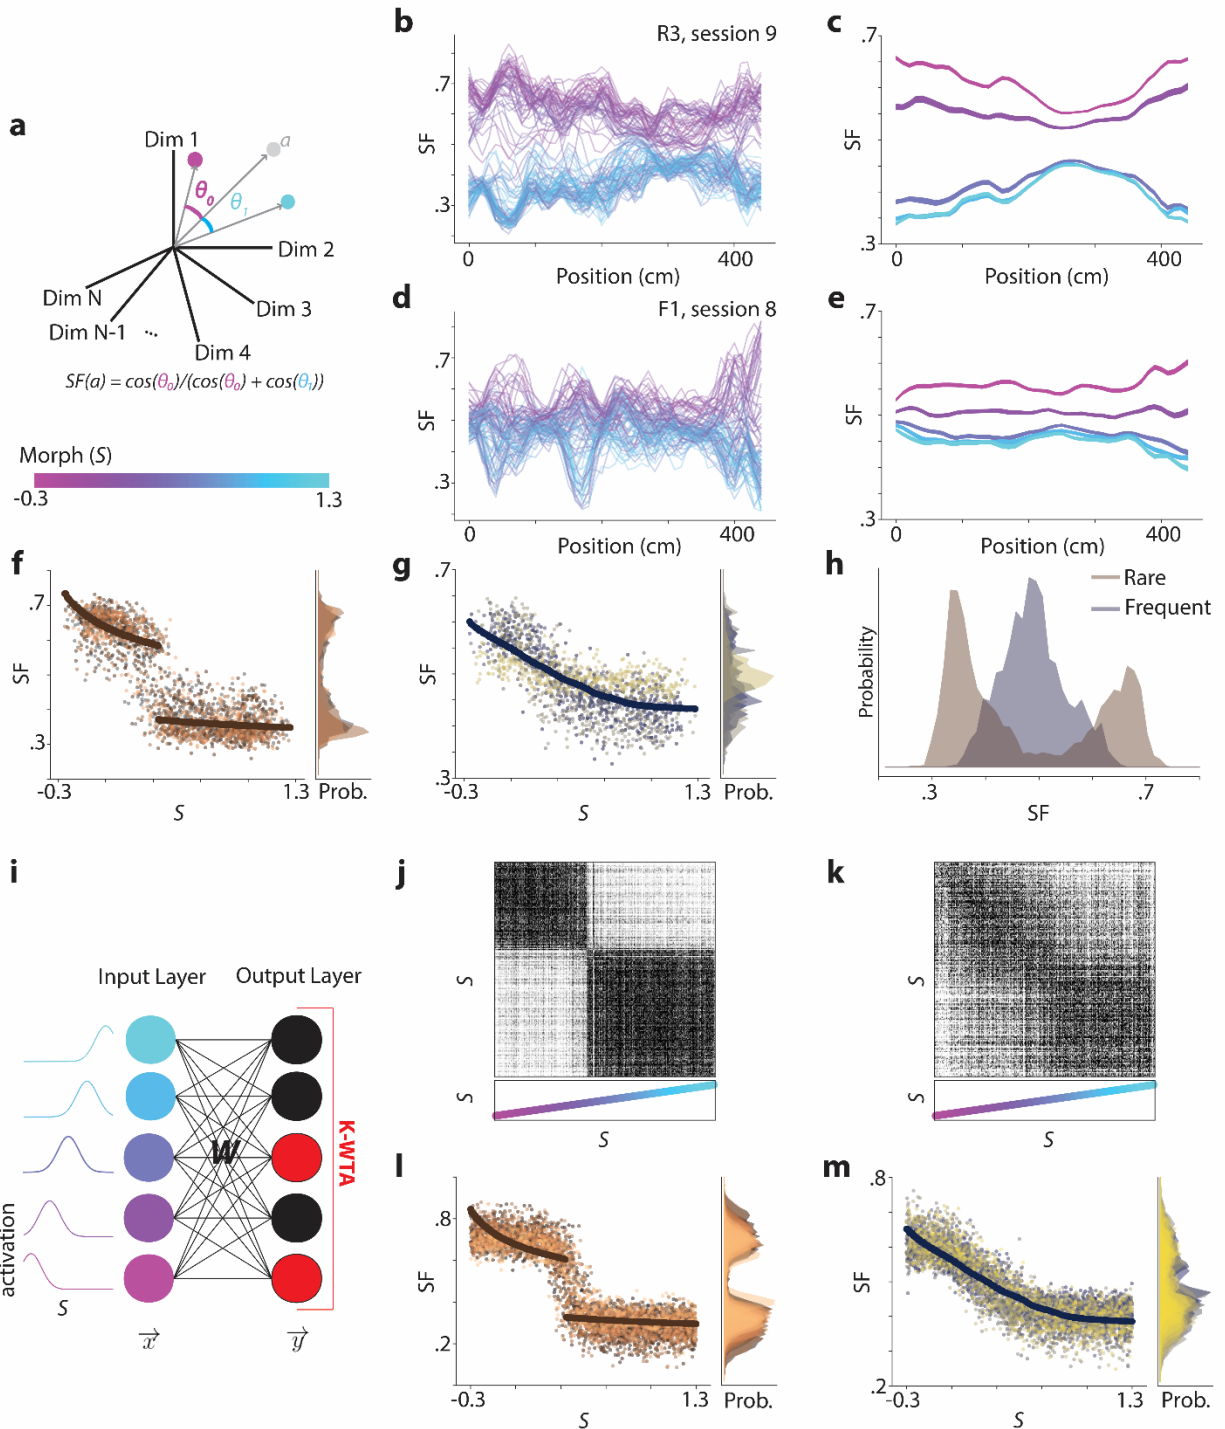 a
Dim 1
a
θ0
θ1
Dim 2
Dim 3
Dim 4
...
Dim N-1
Dim N
SF(a) = cos(θ0)/(cos(θ0) + cos(θ1))
Morph (S)
-0.3
1.3
b
R3, session 9
SF
.7
.3
0
400
Position (cm)
c
SF
.7
.3
0
400
Position (cm)
d
F1, session 8
SF
.7
.3
0
400
Position (cm)
e
SF
.7
.3
0
400
Position (cm)
f
SF
.7
.3
-0.3
1.3
S
Prob.
g
SF
.7
.3
-0.3
1.3
S
Prob.
h
Rare
Frequent
Probability
.3
.7
SF
i
Input Layer
Output Layer
W
K-WTA
activation
S
x
y
j
S
S
S
k
S
S
S
l
SF
.8
.2
-0.3
1.3
S
Prob.
m
SF
.8
.2
-0.3
1.3
S
Prob.